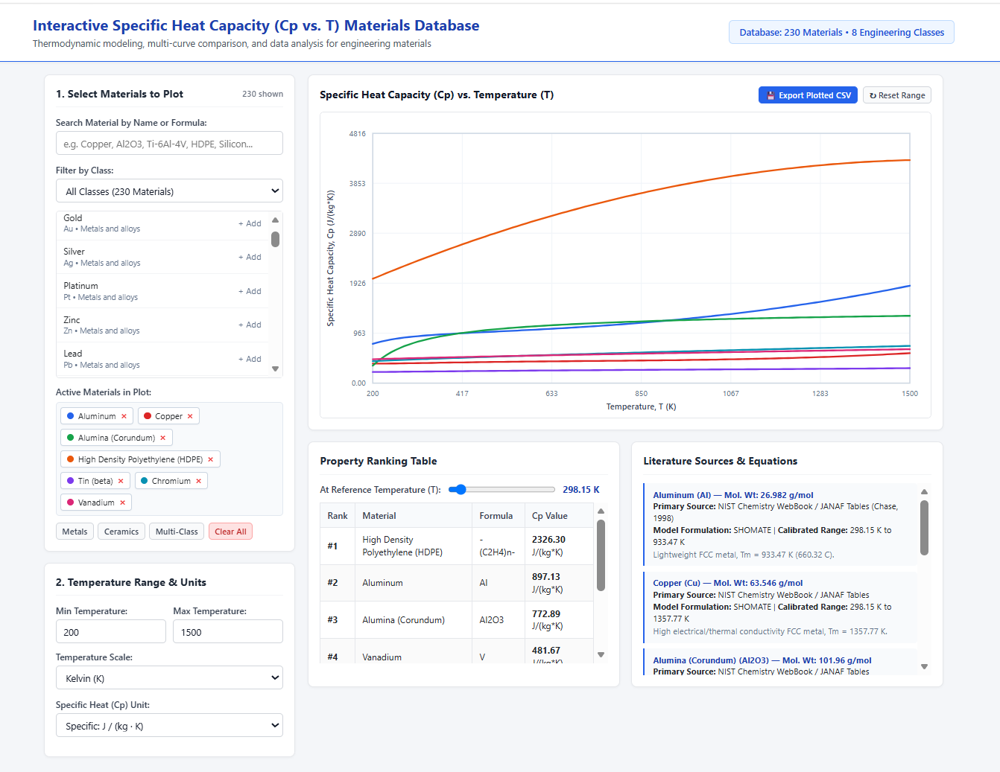 Interactive Specific Heat Capacity (Cp vs. T) Materials Database
Thermodynamic modeling, multi-curve comparison, and data analysis for engineering materials
Database: 230 Materials • 8 Engineering Classes
1. Select Materials to Plot
230 shown
Search Material by Name or Formula:
e.g. Copper, Al2O3, Ti-6Al-4V, HDPE, Silicon...
Filter by Class:
All Classes (230 Materials)
Gold
Au • Metals and alloys
+ Add
Silver
Ag • Metals and alloys
+ Add
Platinum
Pt • Metals and alloys
+ Add
Zinc
Zn • Metals and alloys
+ Add
Lead
Pb • Metals and alloys
+ Add
Active Materials in Plot:
Aluminum ×
Copper ×
Alumina (Corundum) ×
High Density Polyethylene (HDPE) ×
Tin (beta) ×
Chromium ×
Vanadium ×
Metals
Ceramics
Multi-Class
Clear All
2. Temperature Range & Units
Min Temperature:
Max Temperature:
200
1500
Temperature Scale:
Kelvin (K)
Specific Heat (Cp) Unit:
Specific: J / (kg · K)
Specific Heat Capacity (Cp) vs. Temperature (T)
Export Plotted CSV
↻ Reset Range
Specific Heat Capacity, Cp (J/(kg*K))
4816
3853
2890
1926
963
0.00
200
417
633
850
1067
1283
1500
Temperature, T (K)
Property Ranking Table
At Reference Temperature (T):
298.15 K
Rank
Material
Formula
Cp Value
#1
High Density
Polyethylene (HDPE)
-
(C2H4)n-
2326.30
J/(kg*K)
#2
Aluminum
Al
897.13
J/(kg*K)
#3
Alumina (Corundum)
Al2O3
772.89
J/(kg*K)
#4
Vanadium
V
481.67
J/(kg*K)
Literature Sources & Equations
Aluminum (Al) — Mol. Wt: 26.982 g/mol
Primary Source: NIST Chemistry WebBook / JANAF Tables (Chase,
1998)
Model Formulation: SHOMATE | Calibrated Range: 298.15 K to
933.47 K
Lightweight FCC metal, Tm = 933.47 K (660.32 C).
Copper (Cu) — Mol. Wt: 63.546 g/mol
Primary Source: NIST Chemistry WebBook / JANAF Tables
Model Formulation: SHOMATE | Calibrated Range: 298.15 K to
1357.77 K
High electrical/thermal conductivity FCC metal, Tm = 1357.77 K.
Alumina (Corundum) (Al2O3) — Mol. Wt: 101.96 g/mol
Primary Source: NIST Chemistry WebBook / JANAF Tables